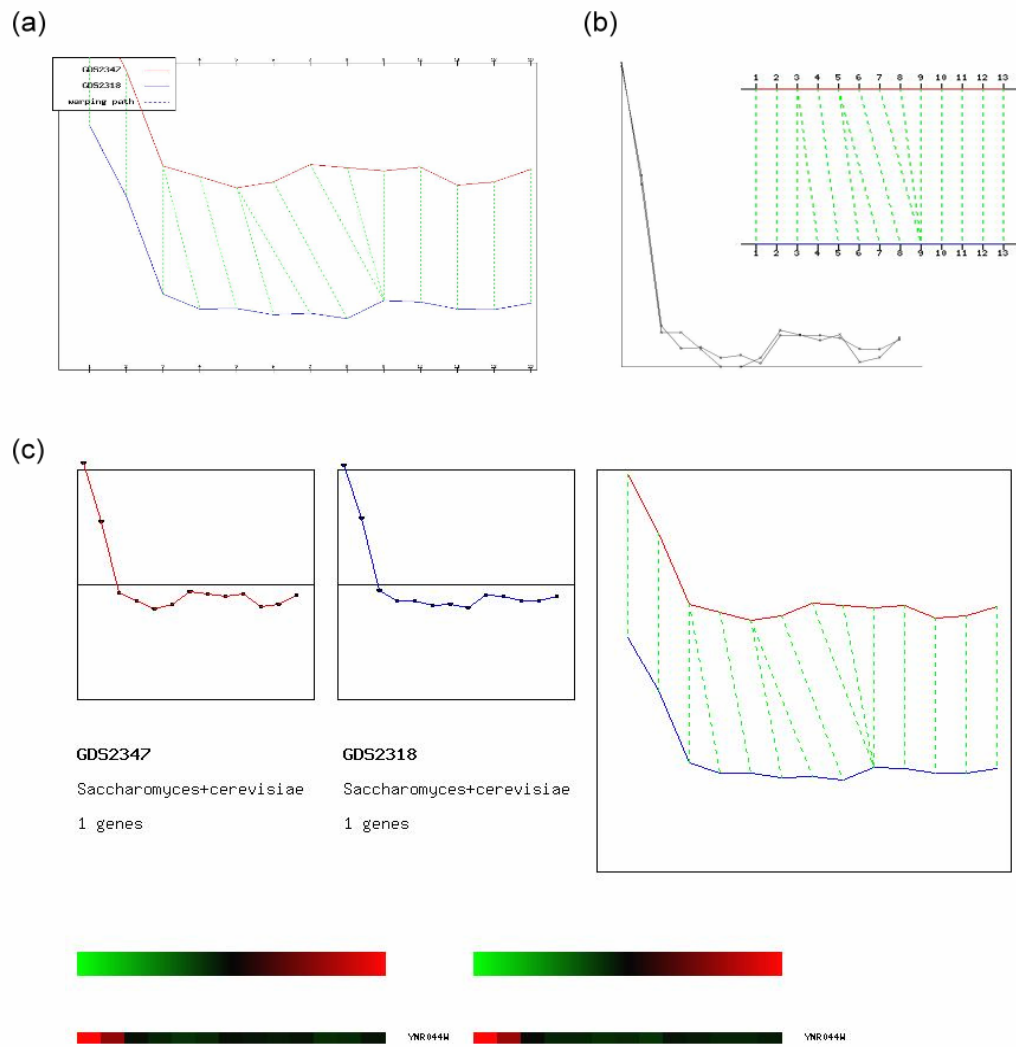 (a)
(b)
GDS2347
GDS2318
Warping path
1 2 3 4 5 6 7 8 9 10 11 12 13
1 2 3 4 5 6 7 8 9 10 11 12 13
(c)
GDS2347
GDS2318
Saccharomyces+cerevisiae
Saccharomyces+cerevisiae
1 genes
1 genes
YNR044W
YNR044W